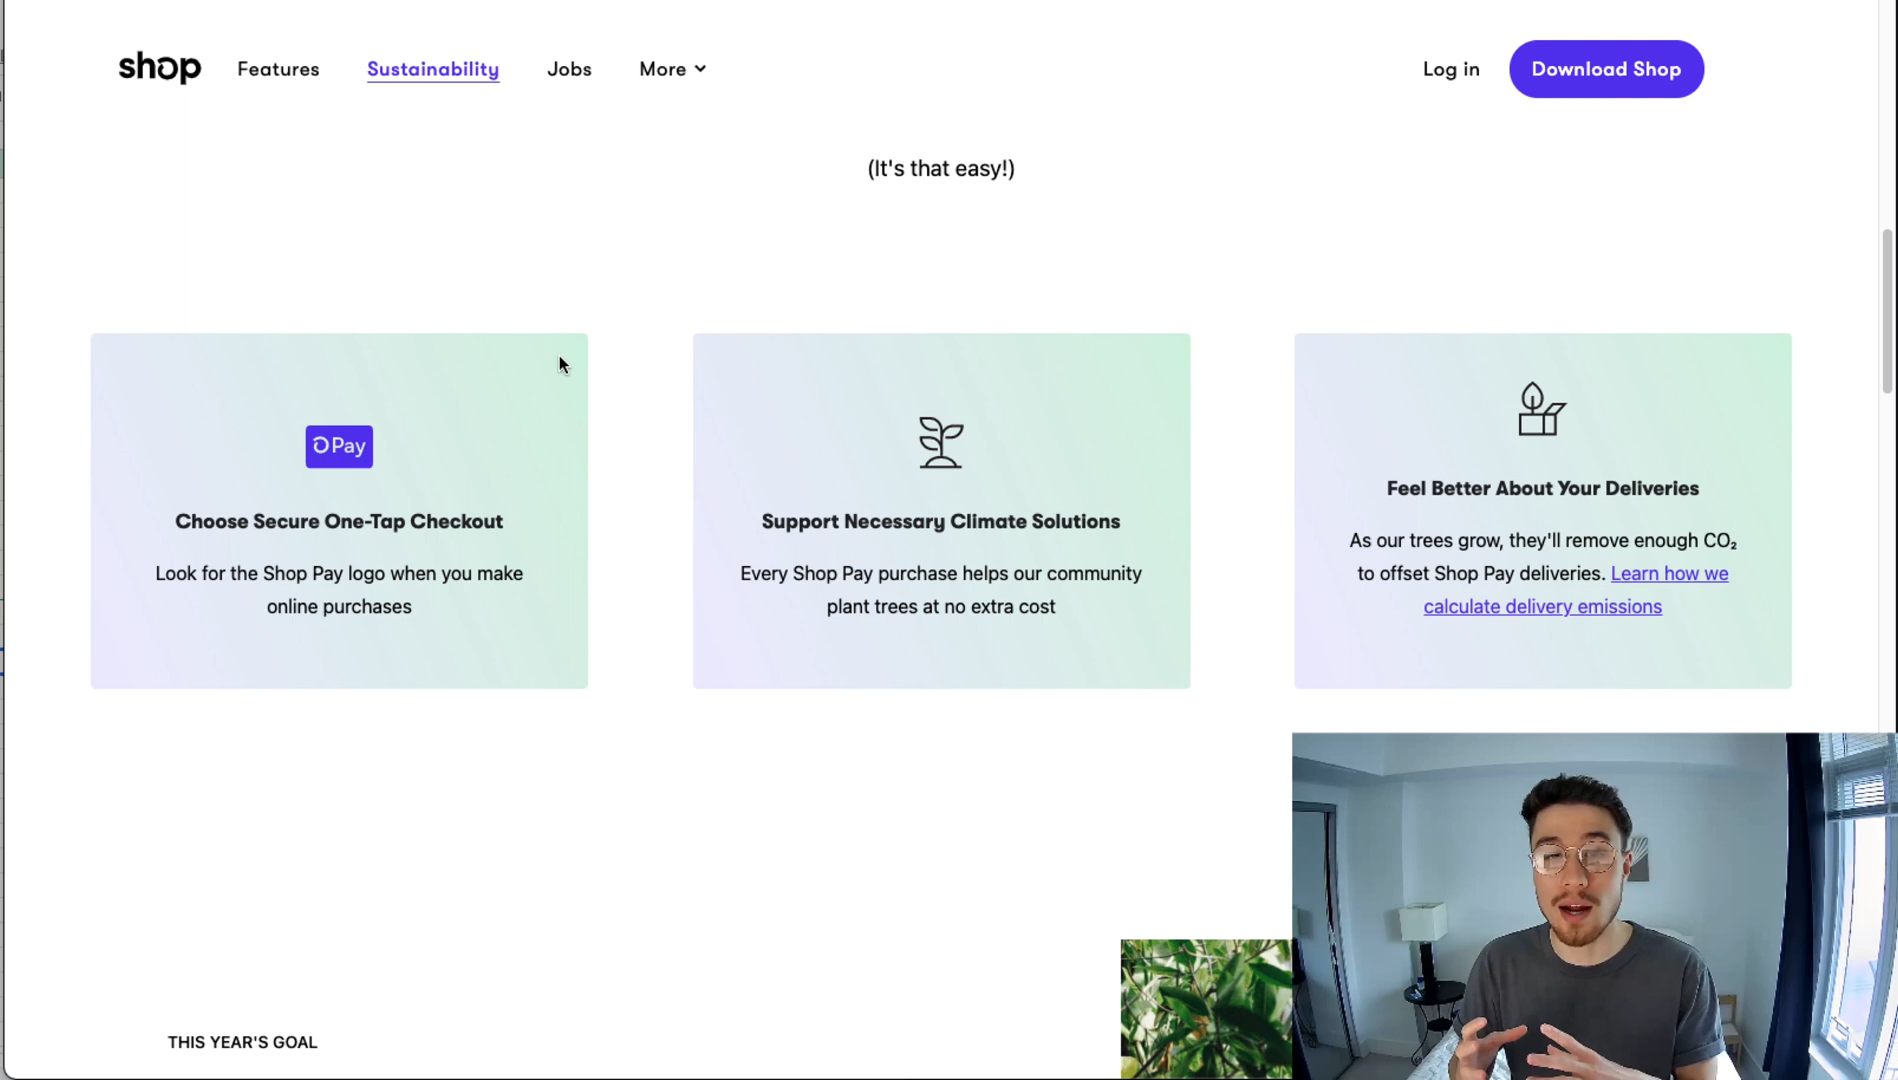 shop
Features
Sustainability
Jobs
More
Log in
Download Shop
(It's that easy!)
Pay
Choose Secure One-Tap Checkout
Look for the Shop Pay logo when you make
online purchases
Support Necessary Climate Solutions
Every Shop Pay purchase helps our community
plant trees at no extra cost
Feel Better About Your Deliveries
As our trees grow, they'll remove enough CO₂
to offset Shop Pay deliveries. Learn how we
calculate delivery emissions
THIS YEAR'S GOAL